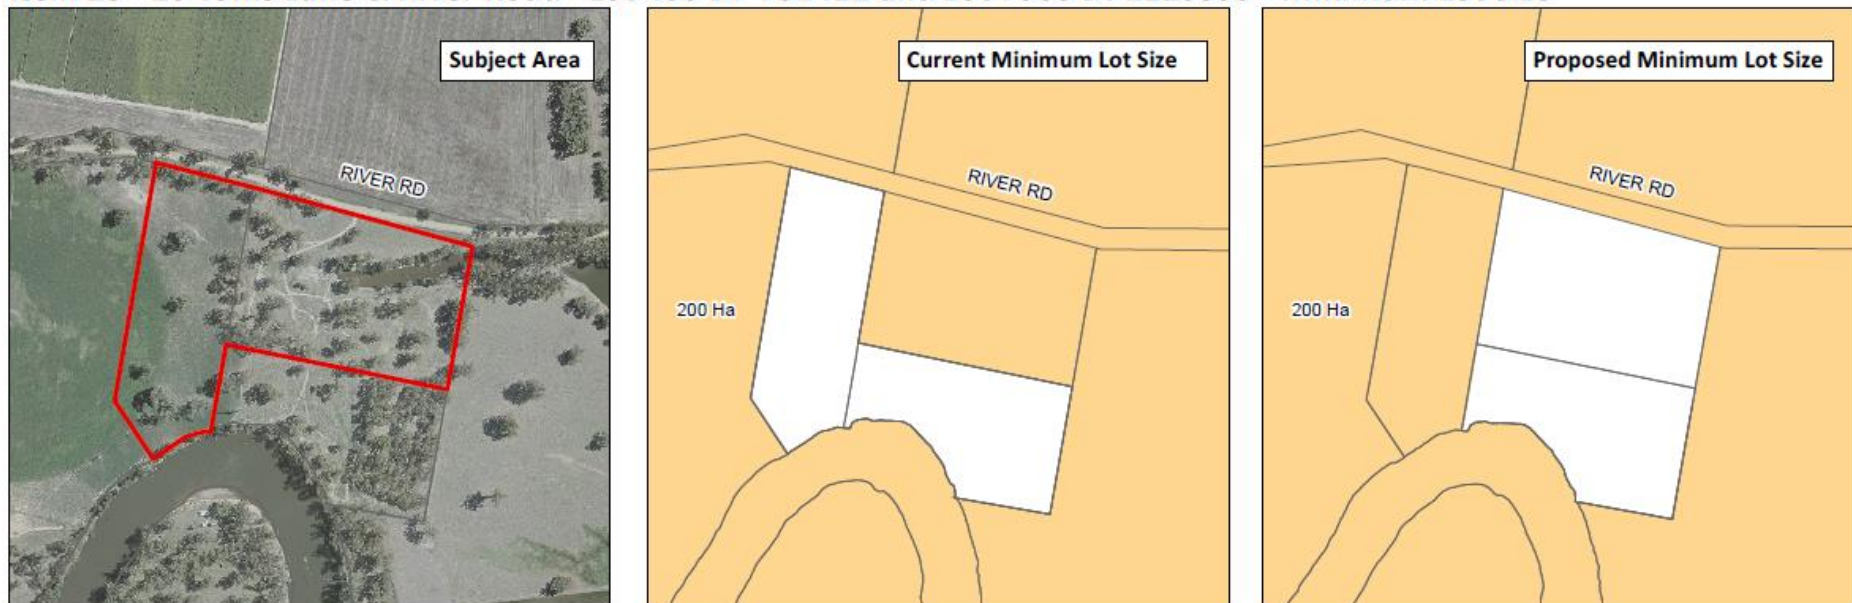 Subject Area
Current Minimum Lot Size
Proposed Minimum Lot Size
RIVER RD
RIVER RD
RIVER RD
200 Ha
200 Ha